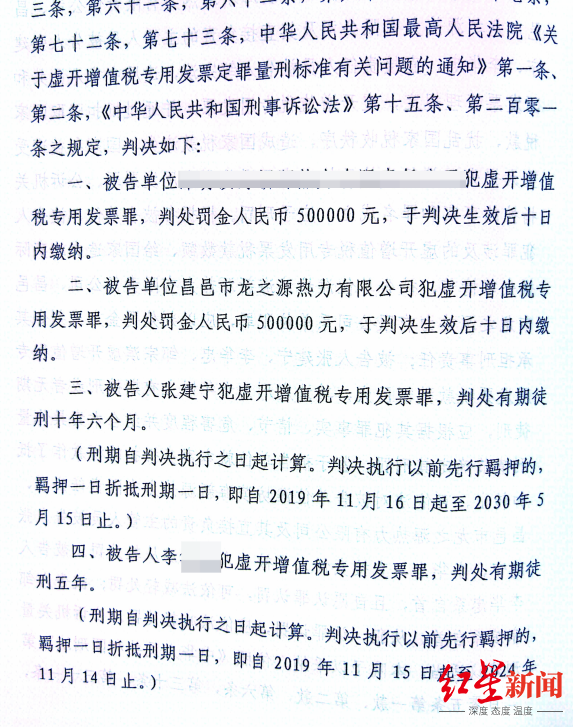 三条，第六十一条，第六十二条，
第七十二条，第七十三条，中华人民共和国最高人民法院《关
于虚开增值税专用发票定罪量刑标准有关问题的通知》第一条、
第二条，《中华人民共和国刑事诉讼法》第十五条、第二百零一
条之规定，判决如下：
一、被告单位 犯虚开增值
税专用发票罪，判处罚金人民币 500000 元，于判决生效后十日
内缴纳。
二、被告单位昌邑市龙之源热力有限公司犯虚开增值税专
用发票罪，判处罚金人民币 500000 元，于判决生效后十日内缴
纳。
三、被告人张建宁犯虚开增值税专用发票罪，判处有期徒
刑十年六个月。
（刑期自判决执行之日起计算。判决执行以前先行羁押的，
羁押一日折抵刑期一日，即自 2019 年 11 月 16 日起至 2030 年 5
月 15 日止。）
四、被告人李 犯虚开增值税专用发票罪，判处有期徒
刑五年。
（刑期自判决执行之日起计算。判决执行以前先行羁押的，
羁押一日折抵刑期一日，即自 2019 年 11 月 15 日起至 2024 年
11 月 14 日止。）
红星新闻
深度 态度 温度